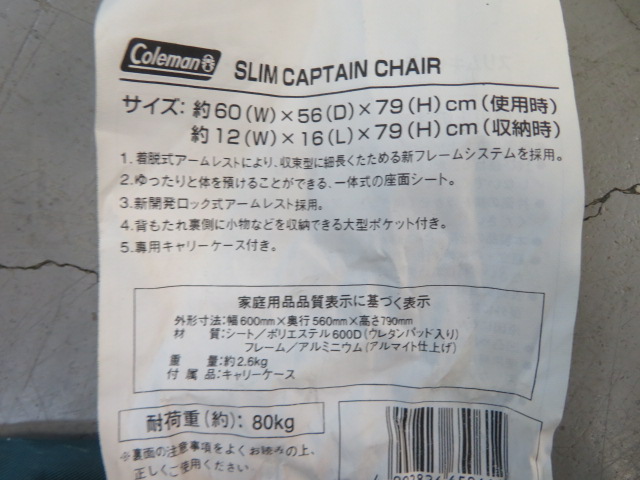 Coleman SLIM CAPTAIN CHAIR
サイズ: 約60(W)×56(D)×79(H)cm(使用時)
約12(W)×16(L)×79(H)cm(収納時)
1. 着脱式アームレストにより、収束型に細長くたためる新フレームシステムを採用。
2. ゆったりと体を預けることができる、一体式の座面シート。
3. 新開発ロック式アームレスト採用。
4. 背もたれ裏側に小物などを収納できる大型ポケット付き。
5. 専用キャリーケース付き。
家庭用品品質表示に基づく表示
外形寸法:幅600mm×奥行560mm×高さ790mm
材 質:シート/ポリエステル600D(ウレタンパッド入り)
フレーム/アルミニウム(アルマイト仕上げ)
重 量:約2.6kg
付 属 品:キャリーケース
耐荷重(約): 80kg
※裏面の注意事項をよくお読みの上、
正しくご使用ください